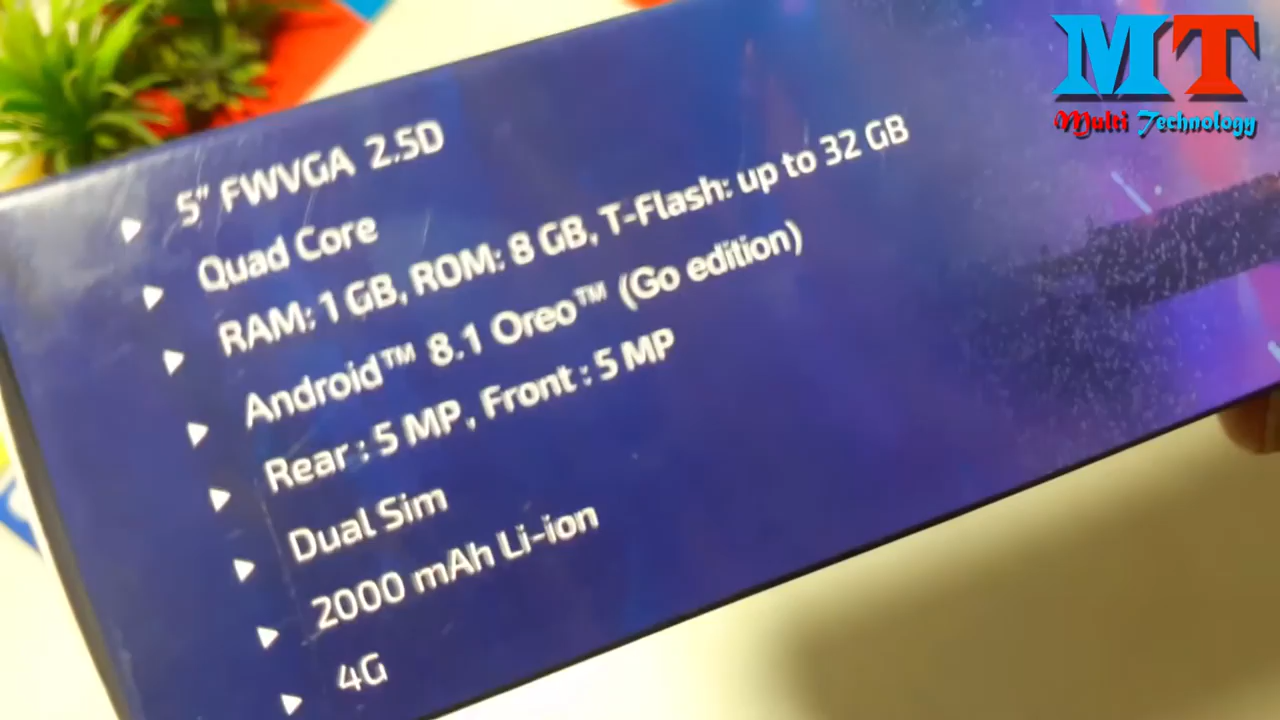 MT
Multi Technology
5" FWVGA 2.5D
Quad Core
RAM: 1 GB, ROM: 8 GB, T-Flash: up to 32 GB
Android™ 8.1 Oreo™ (Go edition)
Rear : 5 MP, Front : 5 MP
Dual Sim
2000 mAh Li-ion
4G